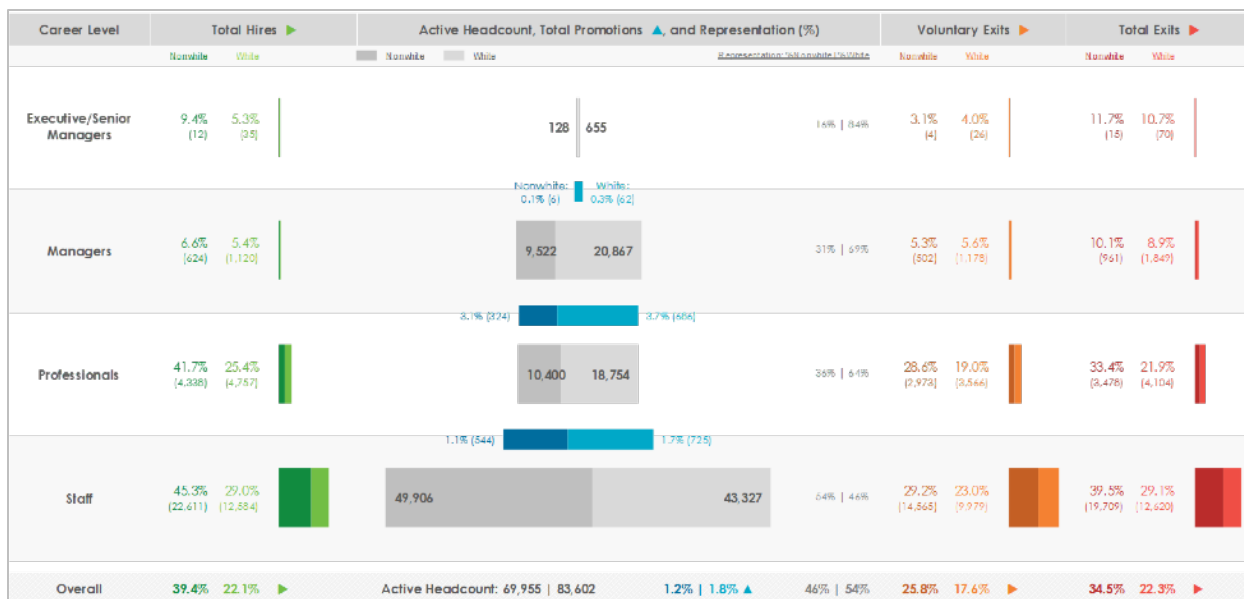 Career Level
Total Hires ▶
Active Headcount, Total Promotions ▲, and Representation (%)
Voluntary Exits ▶
Total Exits ▶
Nonwhite White
Nonwhite White
Representation: %Nonwhite | %White
Nonwhite White
Nonwhite White
Executive/Senior
Managers
9.4% 5.3%
(12) (35)
128 655
16% | 84%
3.1% 4.0%
(4) (26)
11.7% 10.7%
(15) (70)
Nonwhite: White:
0.1% (6) 0.3% (62)
Managers
6.6% 5.4%
(624) (1,120)
9,522 20,867
31% | 69%
5.3% 5.6%
(502) (1,178)
10.1% 8.9%
(961) (1,849)
3.1% (324) 3.7% (686)
Professionals
41.7% 25.4%
(4,338) (4,757)
10,400 18,754
36% | 64%
28.6% 19.0%
(2,973) (3,566)
33.4% 21.9%
(3,478) (4,104)
1.1% (544) 1.7% (725)
Staff
45.3% 29.0%
(22,611) (12,584)
49,906 43,327
54% | 46%
29.2% 23.0%
(14,565) (9,979)
39.5% 29.1%
(19,709) (12,620)
Overall
39.4% 22.1% ▶
Active Headcount: 69,955 | 83,602
1.2% | 1.8% ▲
46% | 54%
25.8% 17.6% ▶
34.5% 22.3% ▶